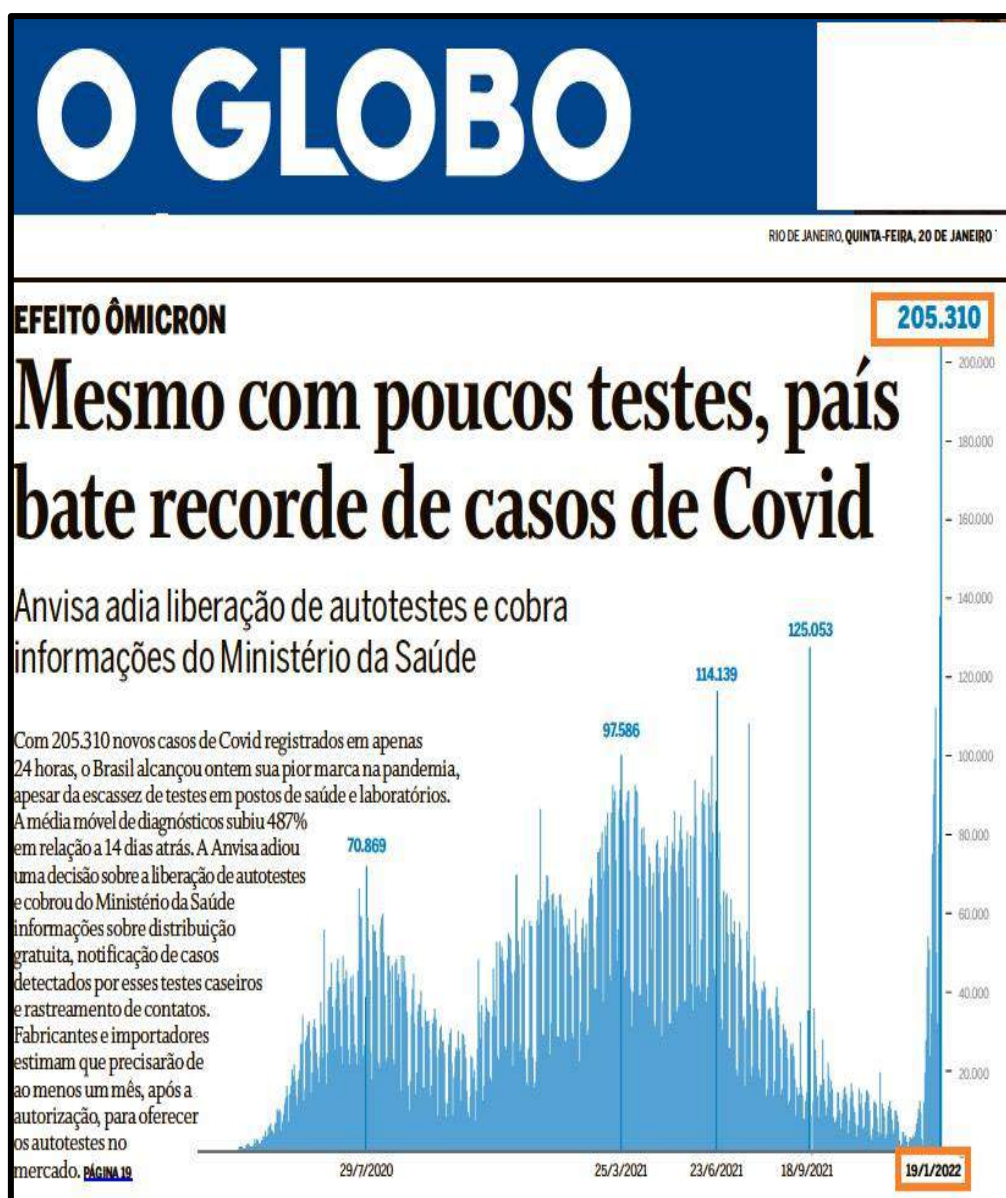 O GLOBO
RIO DE JANEIRO, QUINTA-FEIRA, 20 DE JANEIRO
EFEITO ÔMICRON
Mesmo com poucos testes, país
bate recorde de casos de Covid
Anvisa adia liberação de autotestes e cobra
informações do Ministério da Saúde
Com 205.310 novos casos de Covid registrados em apenas
24 horas, o Brasil alcançou ontem sua pior marca na pandemia,
apesar da escassez de testes em postos de saúde e laboratórios.
A média móvel de diagnósticos subiu 487%
em relação a 14 dias atrás. A Anvisa adiou
uma decisão sobre a liberação de autotestes
e cobrou do Ministério da Saúde
informações sobre distribuição
gratuita, notificação de casos
detectados por esses testes caseiros
e rastreamento de contatos.
Fabricantes e importadores
estimam que precisarão de
ao menos um mês, após a
autorização, para oferecer
os autotestes no
mercado. PÁGINA 19
205.310
200.000
180.000
160.000
140.000
120.000
100.000
80.000
60.000
40.000
20.000
70.869
97.586
114.139
125.053
29/7/2020
25/3/2021
23/6/2021
18/9/2021
19/1/2022